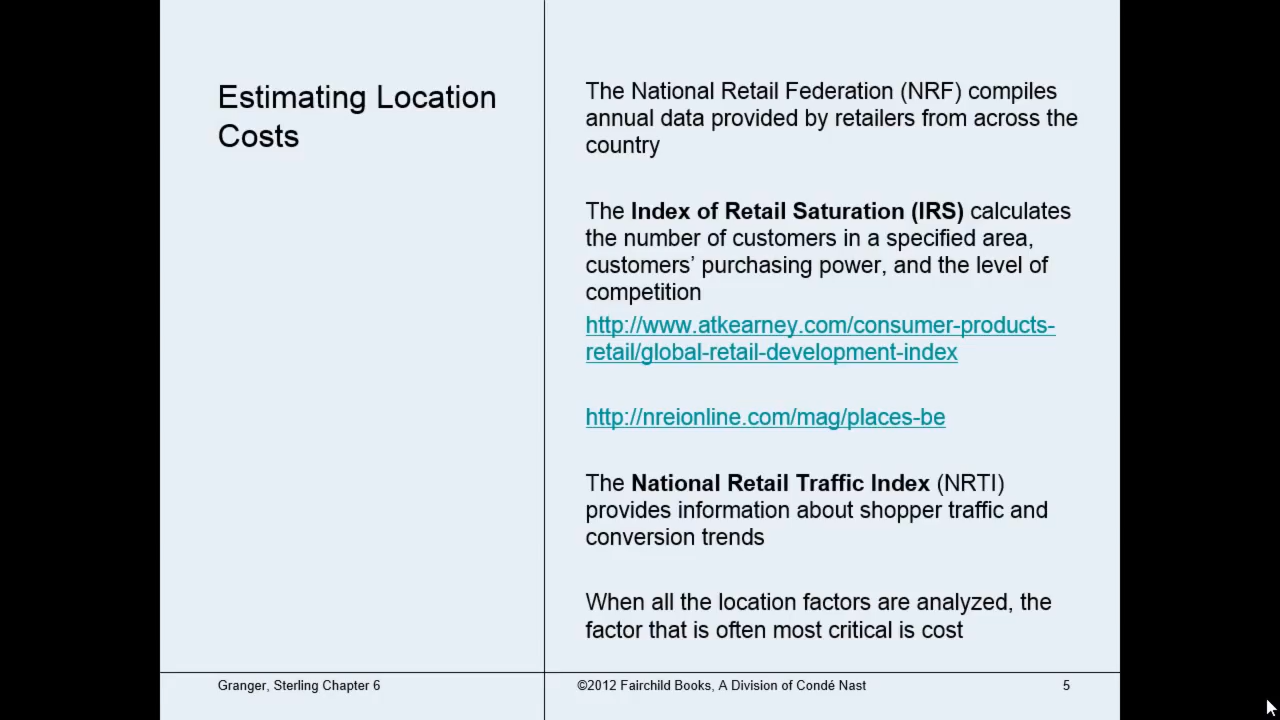 Estimating Location
Costs
The National Retail Federation (NRF) compiles
annual data provided by retailers from across the
country
The Index of Retail Saturation (IRS) calculates
the number of customers in a specified area,
customers’ purchasing power, and the level of
competition
http://www.atkearney.com/consumer-products-
retail/global-retail-development-index
http://nreionline.com/mag/places-be
The National Retail Traffic Index (NRTI)
provides information about shopper traffic and
conversion trends
When all the location factors are analyzed, the
factor that is often most critical is cost
Granger, Sterling Chapter 6
©2012 Fairchild Books, A Division of Condé Nast
5